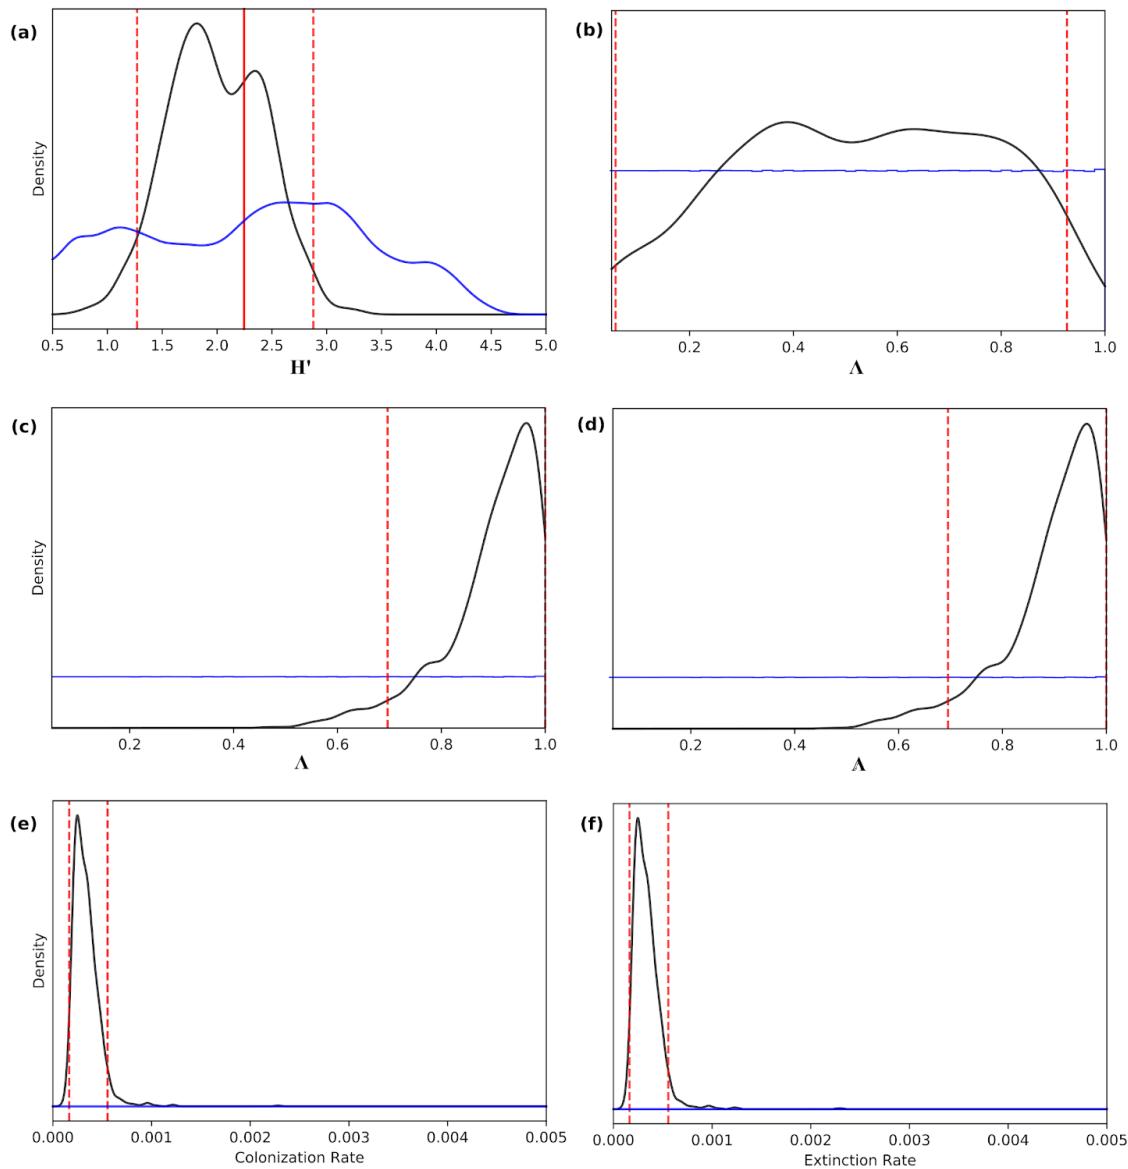 (a)
Density
0.5 1.0 1.5 2.0 2.5 3.0 3.5 4.0 4.5 5.0
H'
(b)
0.2 0.4 0.6 0.8 1.0
Λ
(c)
Density
0.2 0.4 0.6 0.8 1.0
Λ
(d)
0.2 0.4 0.6 0.8 1.0
Λ
(e)
Density
0.000 0.001 0.002 0.003 0.004 0.005
Colonization Rate
(f)
0.000 0.001 0.002 0.003 0.004 0.005
Extinction Rate